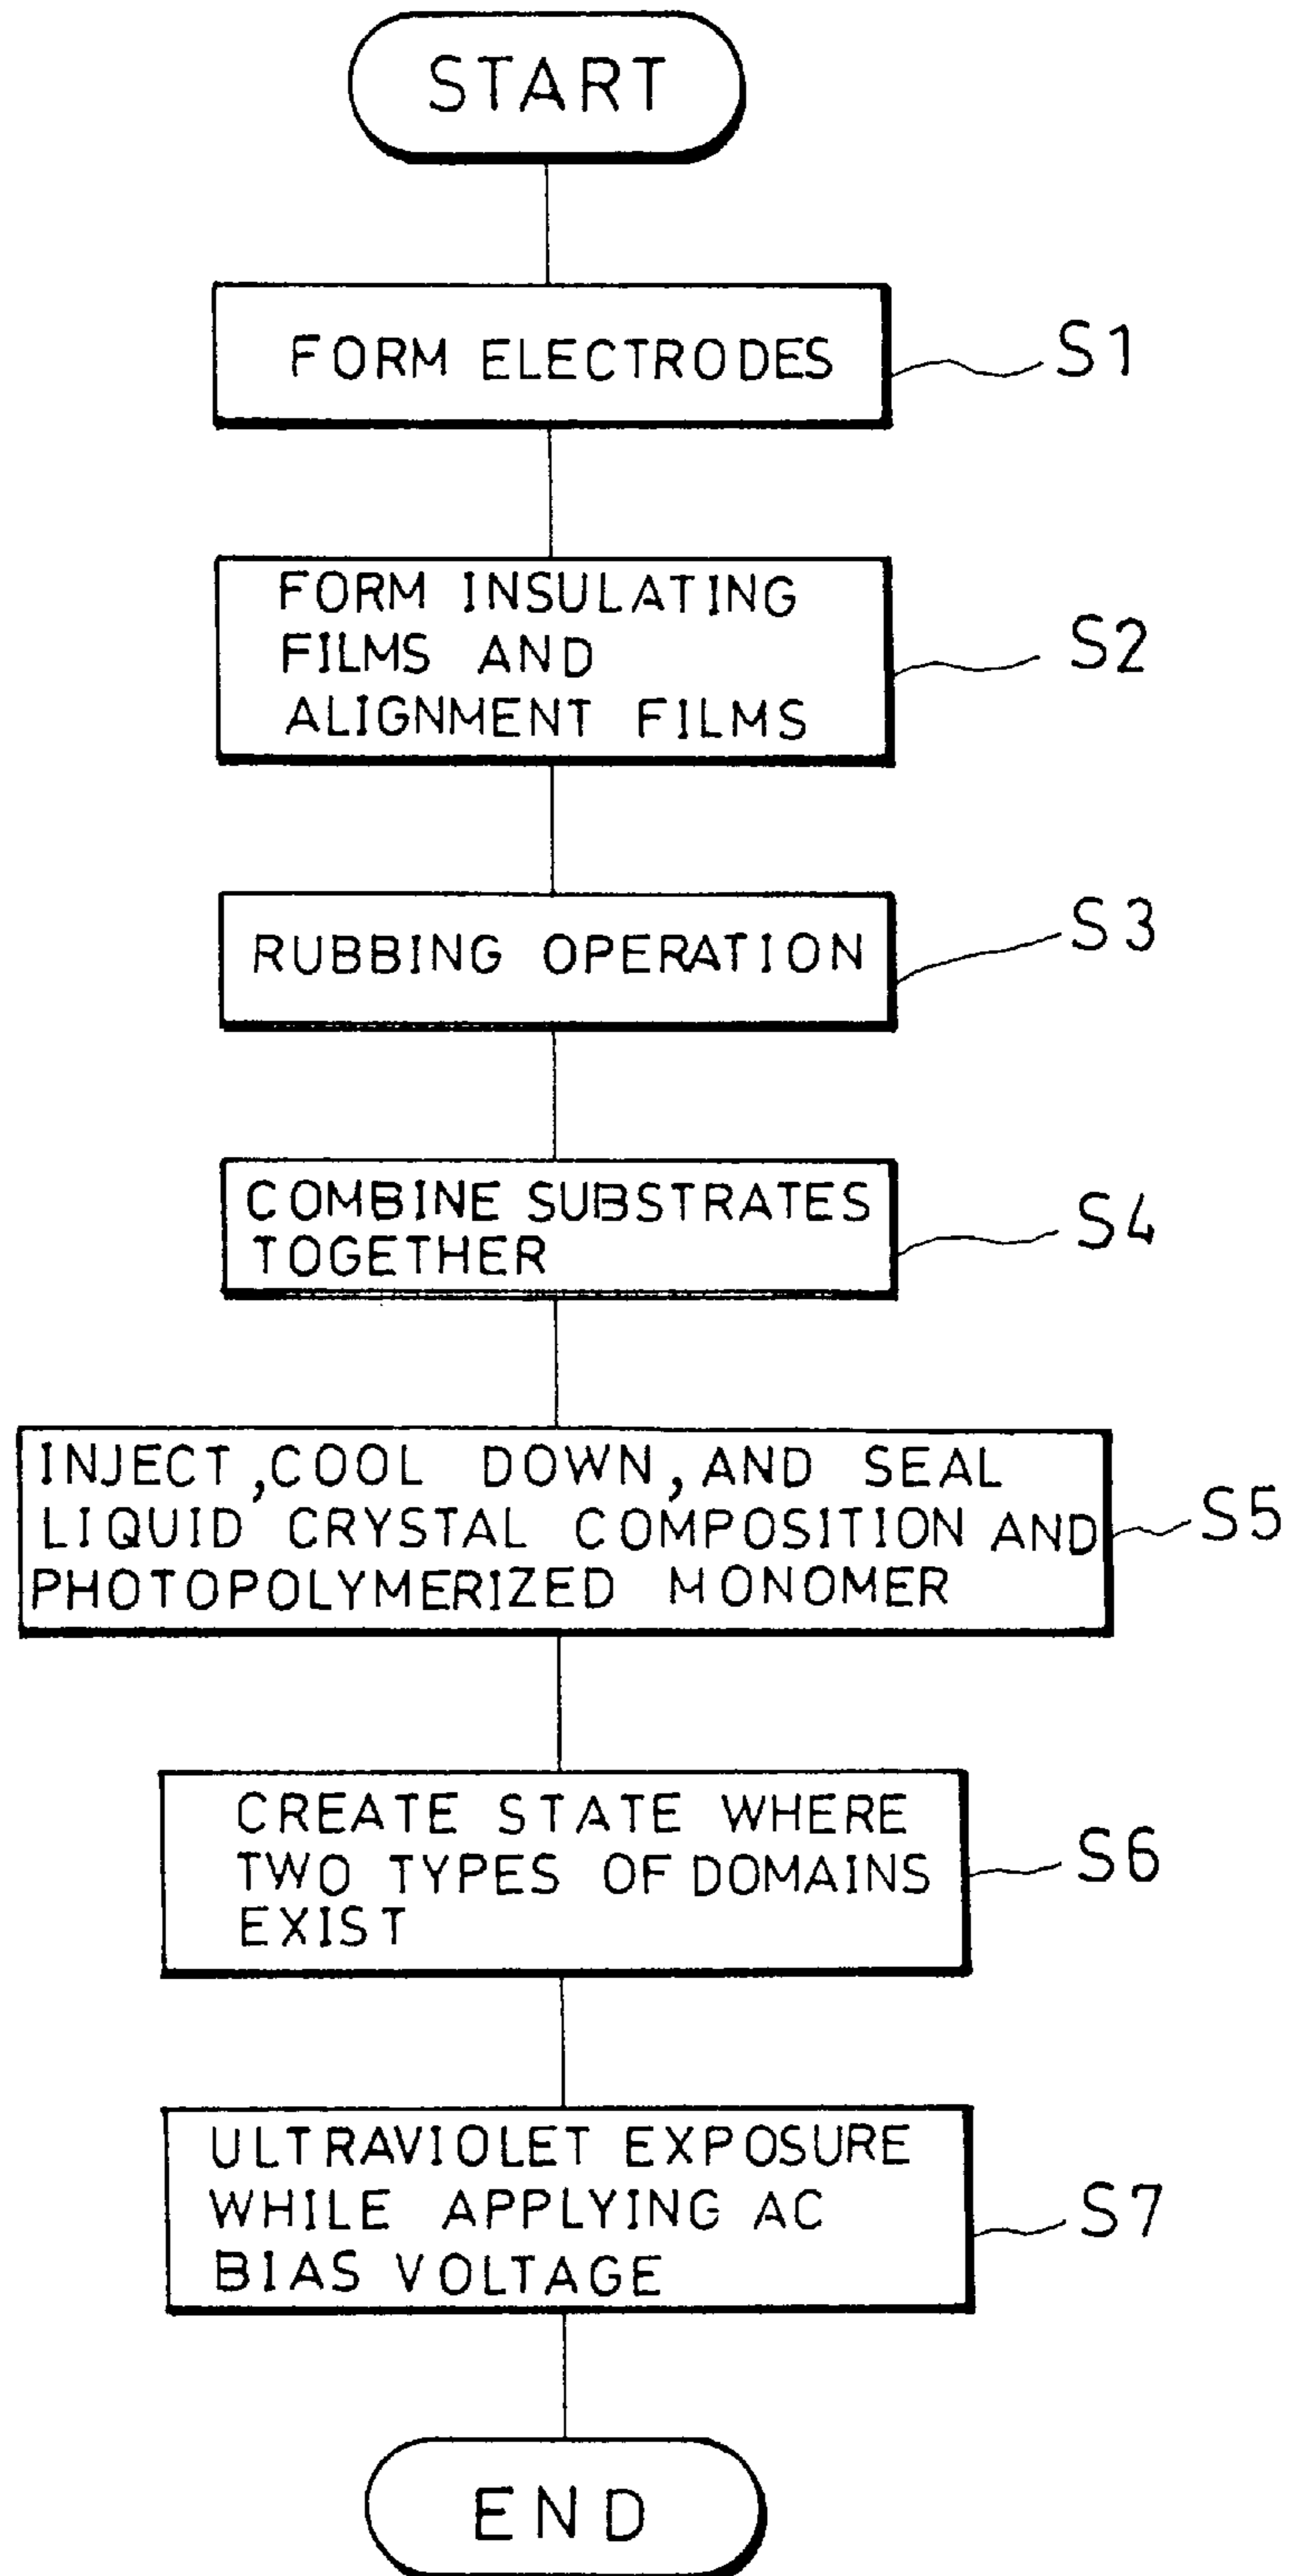 START
FORM ELECTRODES
S1
FORM INSULATING
FILMS AND
ALIGNMENT FILMS
S2
RUBBING OPERATION
S3
COMBINE SUBSTRATES
TOGETHER
S4
INJECT, COOL DOWN, AND SEAL
LIQUID CRYSTAL COMPOSITION AND
PHOTOPOLYMERIZED MONOMER
S5
CREATE STATE WHERE
TWO TYPES OF DOMAINS
EXIST
S6
ULTRAVIOLET EXPOSURE
WHILE APPLYING AC
BIAS VOLTAGE
S7
END